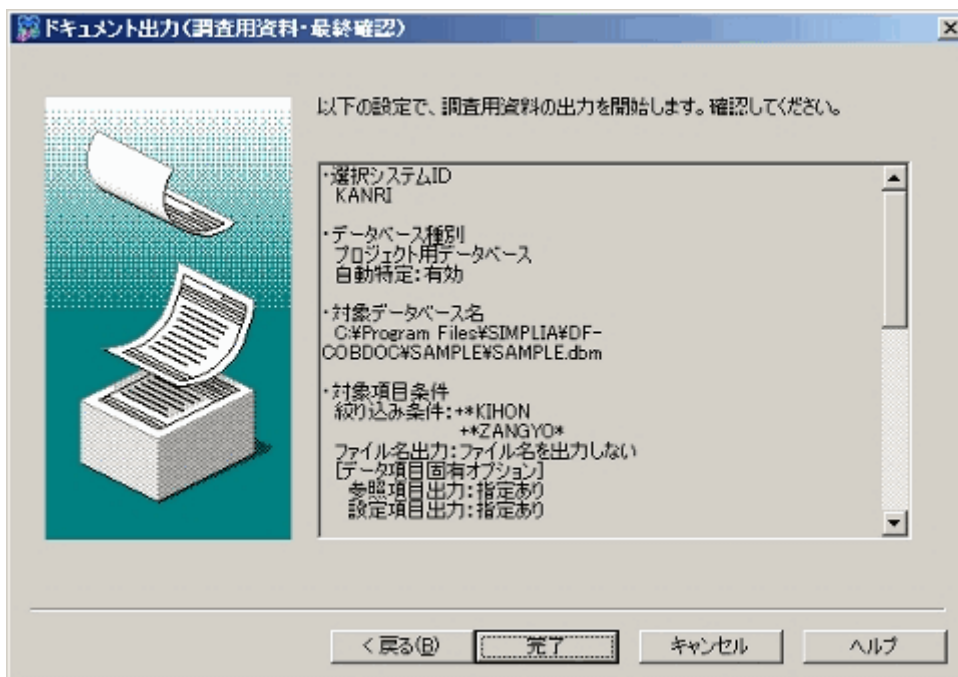 ドキュメント出力(調査用資料・最終確認)
以下の設定で、調査用資料の出力を開始します。確認してください。
・選択システムID
KANRI
・データベース種別
プロジェクト用データベース
自動特定:有効
・対象データベース名
C:¥Program Files¥SIMPLIA¥DF-
COBDOC¥SAMPLE¥SAMPLE.dbm
・対象項目条件
絞り込み条件:+*KIHON
+*ZANGYO*
ファイル名出力:ファイル名を出力しない
[データ項目固有オプション]
参照項目出力:指定あり
設定項目出力:指定あり
< 戻る(B)
完了
キャンセル
ヘルプ